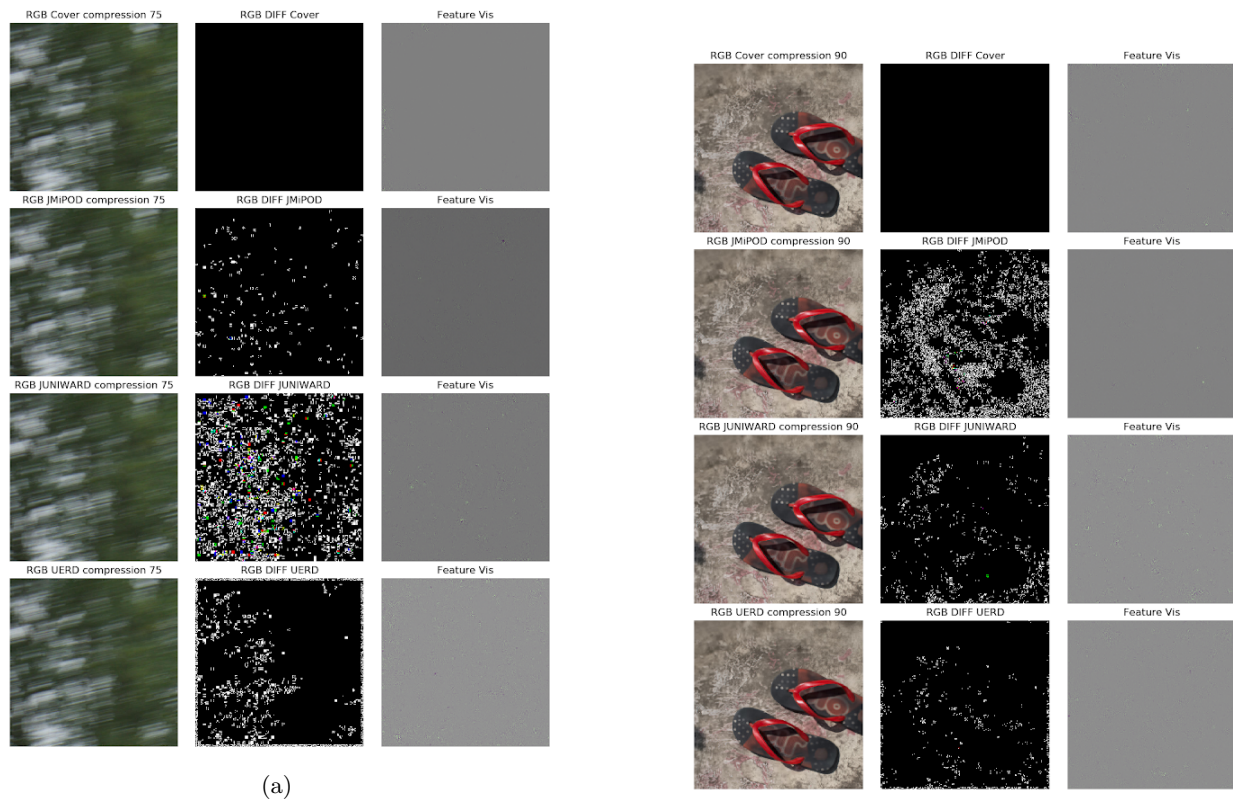 RGB Cover compression 75 RGB DIFF Cover Feature Vis
RGB JMiPOD compression 75 RGB DIFF JMiPOD Feature Vis
RGB JUNIWARD compression 75 RGB DIFF JUNIWARD Feature Vis
RGB UERD compression 75 RGB DIFF UERD Feature Vis
(a)
RGB Cover compression 90 RGB DIFF Cover Feature Vis
RGB JMiPOD compression 90 RGB DIFF JMiPOD Feature Vis
RGB JUNIWARD compression 90 RGB DIFF JUNIWARD Feature Vis
RGB UERD compression 90 RGB DIFF UERD Feature Vis